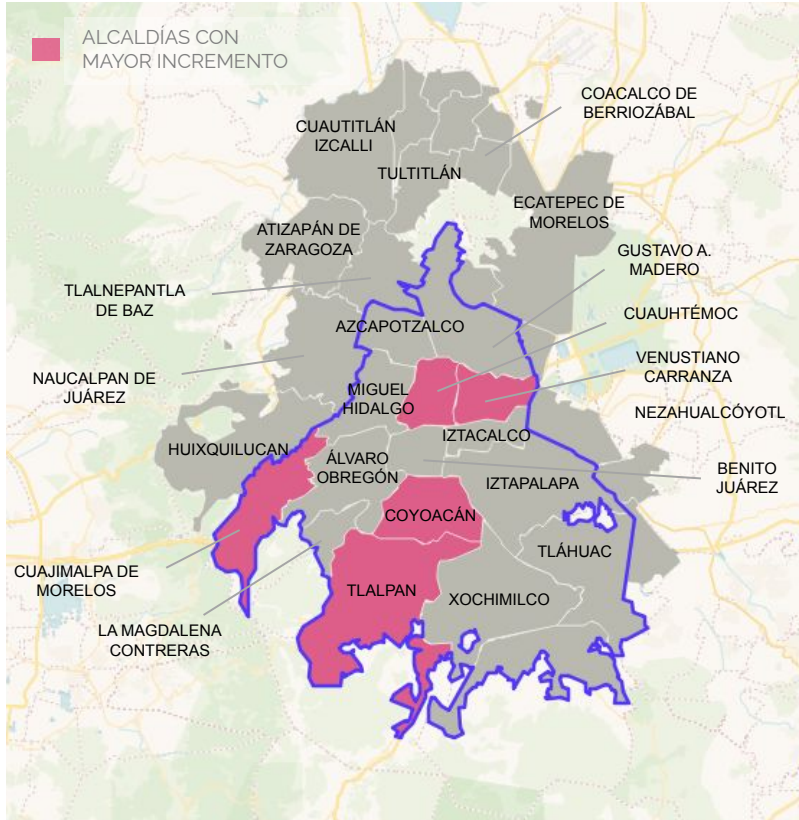 ALCALDÍAS CON
MAYOR INCREMENTO
COACALCO DE
BERRIOZÁBAL
CUAUTITLÁN
IZCALLI
TULTITLÁN
ECATEPEC DE
MORELOS
ATIZAPÁN DE
ZARAGOZA
GUSTAVO A.
MADERO
TLALNEPANTLA
DE BAZ
CUAUHTÉMOC
AZCAPOTZALCO
VENUSTIANO
CARRANZA
NAUCALPAN DE
JUÁREZ
MIGUEL
HIDALGO
NEZAHUALCÓYOTL
IZTACALCO
HUIXQUILUCAN
ÁLVARO
OBREGÓN
BENITO
JUÁREZ
IZTAPALAPA
COYOACÁN
TLÁHUAC
CUAJIMALPA DE
MORELOS
TLALPAN
XOCHIMILCO
LA MAGDALENA
CONTRERAS